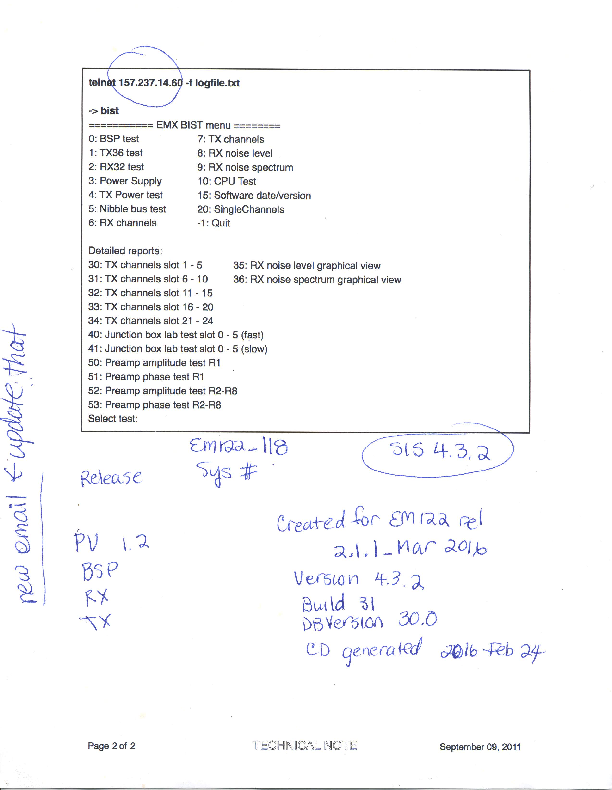 telnet 157.237.14.60 -f logfile.txt
-> bist
=========== EMX BIST menu ========
0: BSP test 7: TX channels
1: TX36 test 8: RX noise level
2: RX32 test 9: RX noise spectrum
3: Power Supply 10: CPU Test
4: TX Power test 15: Software date/version
5: Nibble bus test 20: SingleChannels
6: RX channels -1: Quit
Detailed reports:
30: TX channels slot 1 - 5 35: RX noise level graphical view
31: TX channels slot 6 - 10 36: RX noise spectrum graphical view
32: TX channels slot 11 - 15
33: TX channels slot 16 - 20
34: TX channels slot 21 - 24
40: Junction box lab test slot 0 - 5 (fast)
41: Junction box lab test slot 0 - 5 (slow)
50: Preamp amplitude test R1
51: Preamp phase test R1
52: Preamp amplitude test R2-R8
53: Preamp phase test R2-R8
Select test:
new email & update that
EM122_118 SIS 4.3.2
Release Sys #
Created for EM122 rel
PV 1.2 2.1.1 - Mar 2016
BSP Version 4.3.2
RX Build 31
TX DBVersion 30.0
CD generated 2016-Feb 24
Page 2 of 2 TECHNICAL NOTE September 09, 2011